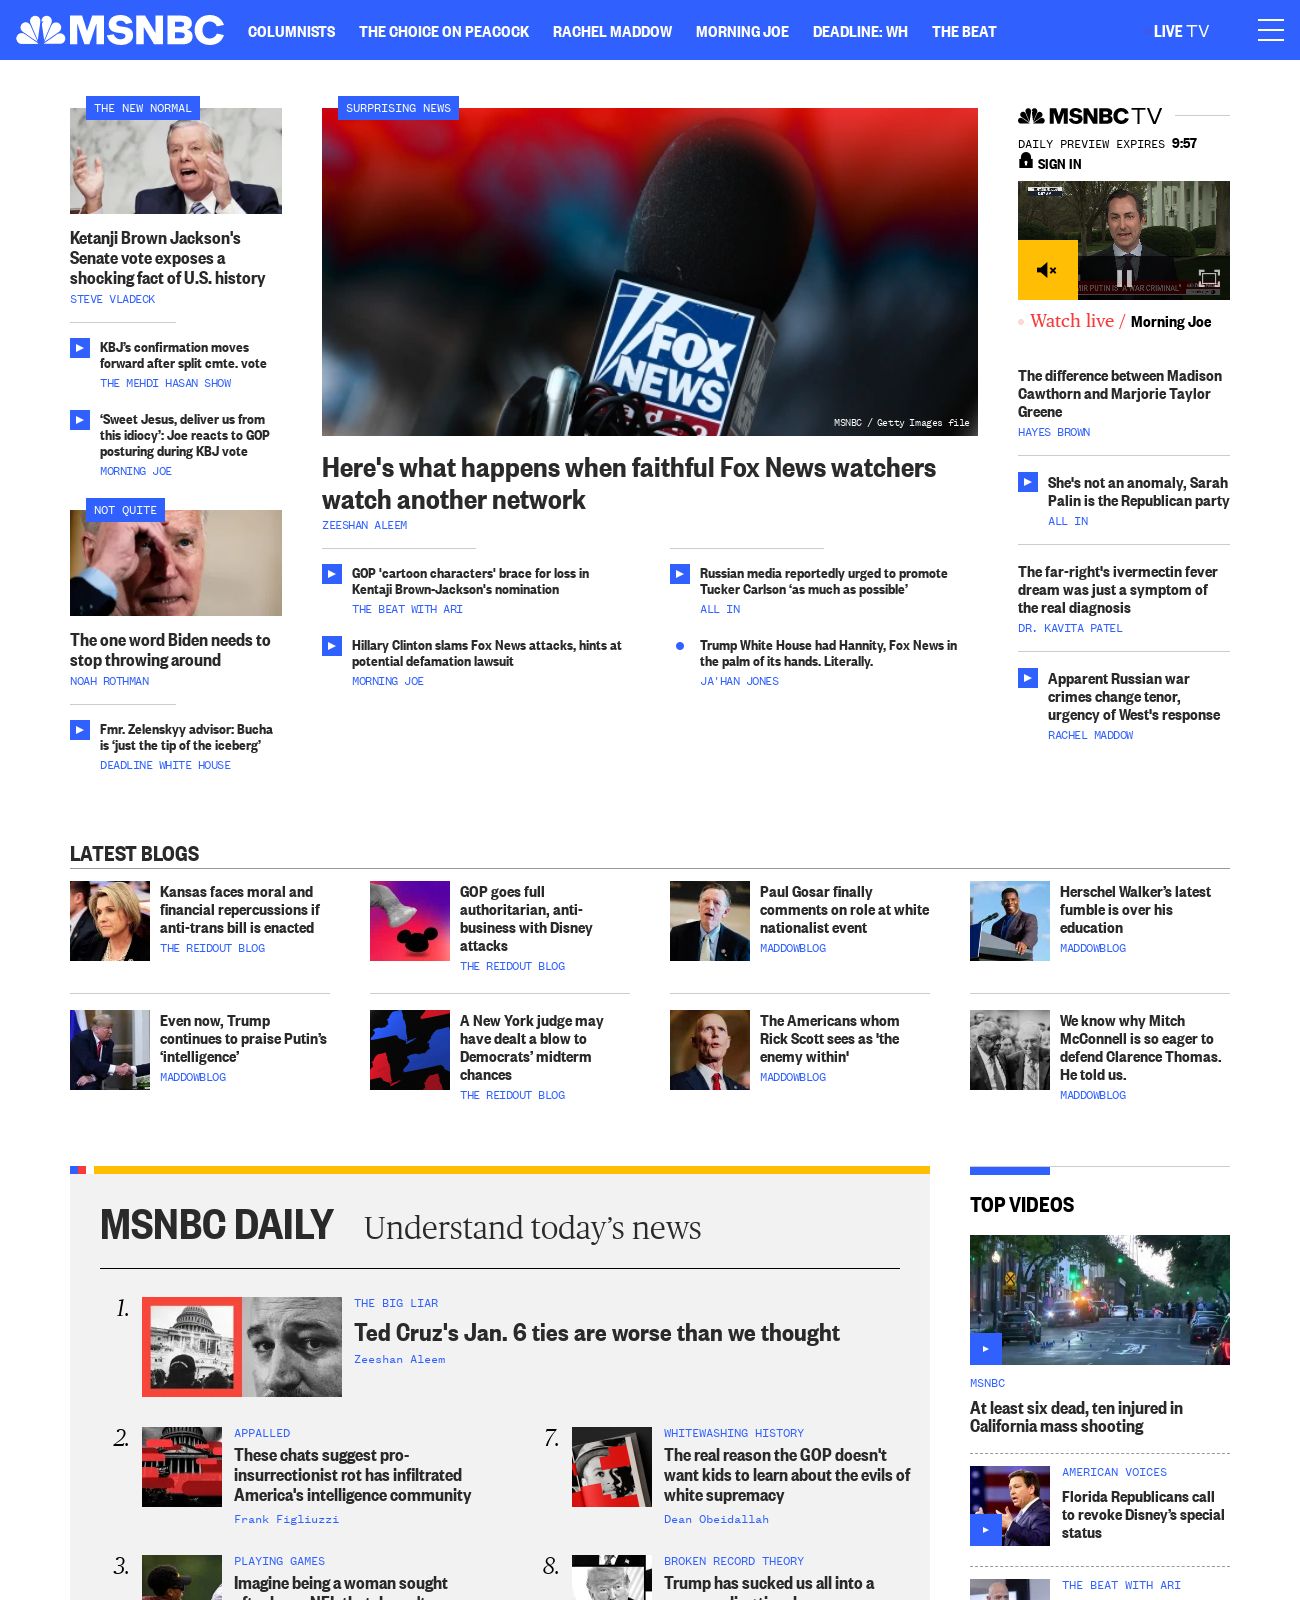 MSNBC COLUMNISTS THE CHOICE ON PEACOCK RACHEL MADDOW MORNING JOE DEADLINE: WH THE BEAT LIVE TV
THE NEW NORMAL
Ketanji Brown Jackson's
Senate vote exposes a
shocking fact of U.S. history
STEVE VLADECK
KBJ's confirmation moves
forward after split cmte. vote
THE MEHDI HASAN SHOW
‘Sweet Jesus, deliver us from
this idiocy’: Joe reacts to GOP
posturing during KBJ vote
MORNING JOE
NOT QUITE
The one word Biden needs to
stop throwing around
NOAH ROTHMAN
Fmr. Zelenskyy advisor: Bucha
is ‘just the tip of the iceberg’
DEADLINE WHITE HOUSE
SURPRISING NEWS
FOX
NEWS
radio
MSNBC / Getty Images file
Here's what happens when faithful Fox News watchers
watch another network
ZEESHAN ALEEM
GOP 'cartoon characters' brace for loss in
Kentaji Brown-Jackson's nomination
THE BEAT WITH ARI
Hillary Clinton slams Fox News attacks, hints at
potential defamation lawsuit
MORNING JOE
Russian media reportedly urged to promote
Tucker Carlson ‘as much as possible’
ALL IN
Trump White House had Hannity, Fox News in
the palm of its hands. Literally.
JA'HAN JONES
MSNBC TV
DAILY PREVIEW EXPIRES 9:57
SIGN IN
MIR PUTIN IS "A WAR CRIMINAL"
Watch live / Morning Joe
The difference between Madison
Cawthorn and Marjorie Taylor
Greene
HAYES BROWN
She's not an anomaly, Sarah
Palin is the Republican party
ALL IN
The far-right's ivermectin fever
dream was just a symptom of
the real diagnosis
DR. KAVITA PATEL
Apparent Russian war
crimes change tenor,
urgency of West's response
RACHEL MADDOW
LATEST BLOGS
Kansas faces moral and
financial repercussions if
anti-trans bill is enacted
THE REIDOUT BLOG
GOP goes full
authoritarian, anti-
business with Disney
attacks
THE REIDOUT BLOG
Paul Gosar finally
comments on role at white
nationalist event
MADDOWBLOG
Herschel Walker’s latest
fumble is over his
education
MADDOWBLOG
Even now, Trump
continues to praise Putin’s
‘intelligence’
MADDOWBLOG
A New York judge may
have dealt a blow to
Democrats’ midterm
chances
THE REIDOUT BLOG
The Americans whom
Rick Scott sees as 'the
enemy within'
MADDOWBLOG
We know why Mitch
McConnell is so eager to
defend Clarence Thomas.
He told us.
MADDOWBLOG
MSNBC DAILY Understand today’s news
1.
THE BIG LIAR
Ted Cruz's Jan. 6 ties are worse than we thought
Zeeshan Aleem
2.
APPALLED
These chats suggest pro-
insurrectionist rot has infiltrated
America's intelligence community
Frank Figliuzzi
7.
WHITEWASHING HISTORY
The real reason the GOP doesn't
want kids to learn about the evils of
white supremacy
Dean Obeidallah
3.
PLAYING GAMES
Imagine being a woman sought
8.
BROKEN RECORD THEORY
Trump has sucked us all into a
TOP VIDEOS
MSNBC
At least six dead, ten injured in
California mass shooting
AMERICAN VOICES
Florida Republicans call
to revoke Disney’s special
status
THE BEAT WITH ARI